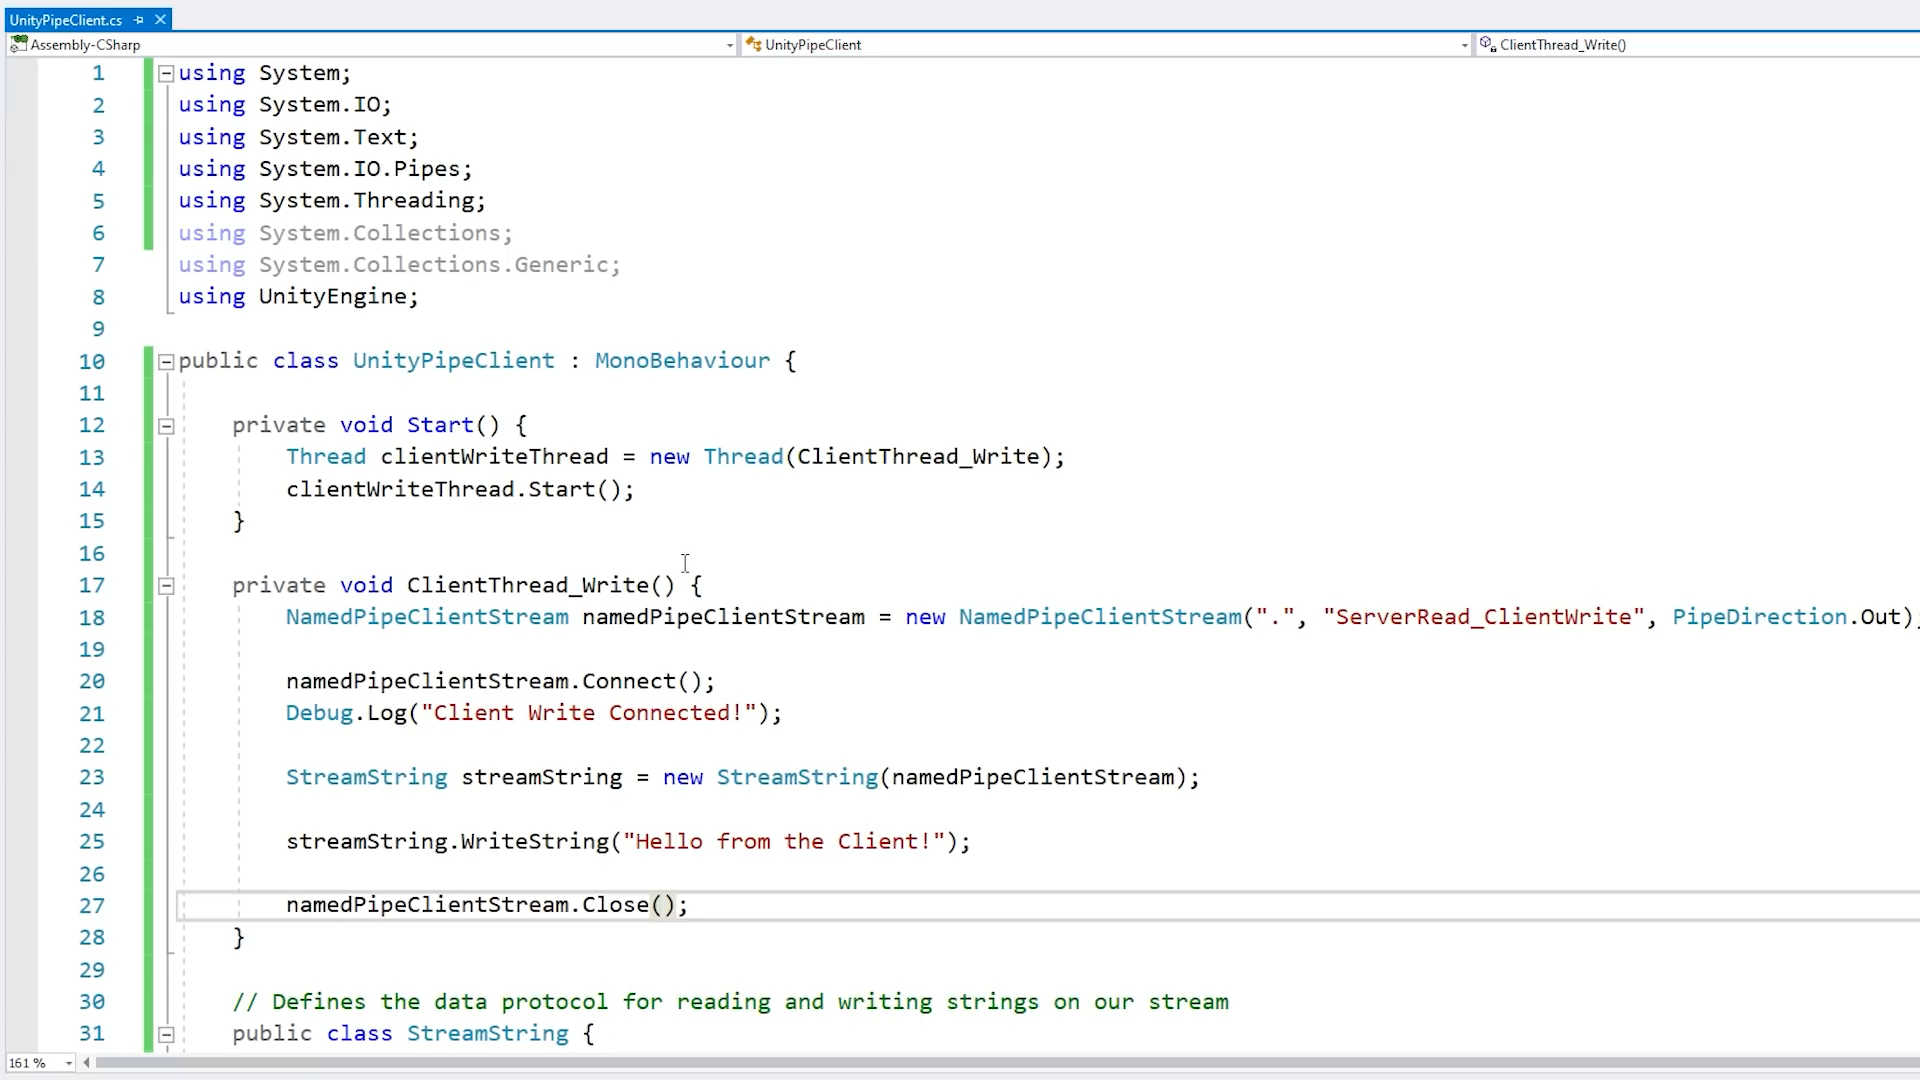 UnityPipeClient.cs
Assembly-CSharp UnityPipeClient ClientThread_Write()
1 using System;
2 using System.IO;
3 using System.Text;
4 using System.IO.Pipes;
5 using System.Threading;
6 using System.Collections;
7 using System.Collections.Generic;
8 using UnityEngine;
9
10 public class UnityPipeClient : MonoBehaviour {
11
12 private void Start() {
13 Thread clientWriteThread = new Thread(ClientThread_Write);
14 clientWriteThread.Start();
15 }
16
17 private void ClientThread_Write() {
18 NamedPipeClientStream namedPipeClientStream = new NamedPipeClientStream(".", "ServerRead_ClientWrite", PipeDirection.Out);
19
20 namedPipeClientStream.Connect();
21 Debug.Log("Client Write Connected!");
22
23 StreamString streamString = new StreamString(namedPipeClientStream);
24
25 streamString.WriteString("Hello from the Client!");
26
27 namedPipeClientStream.Close();
28 }
29
30 // Defines the data protocol for reading and writing strings on our stream
31 public class StreamString {
161 %